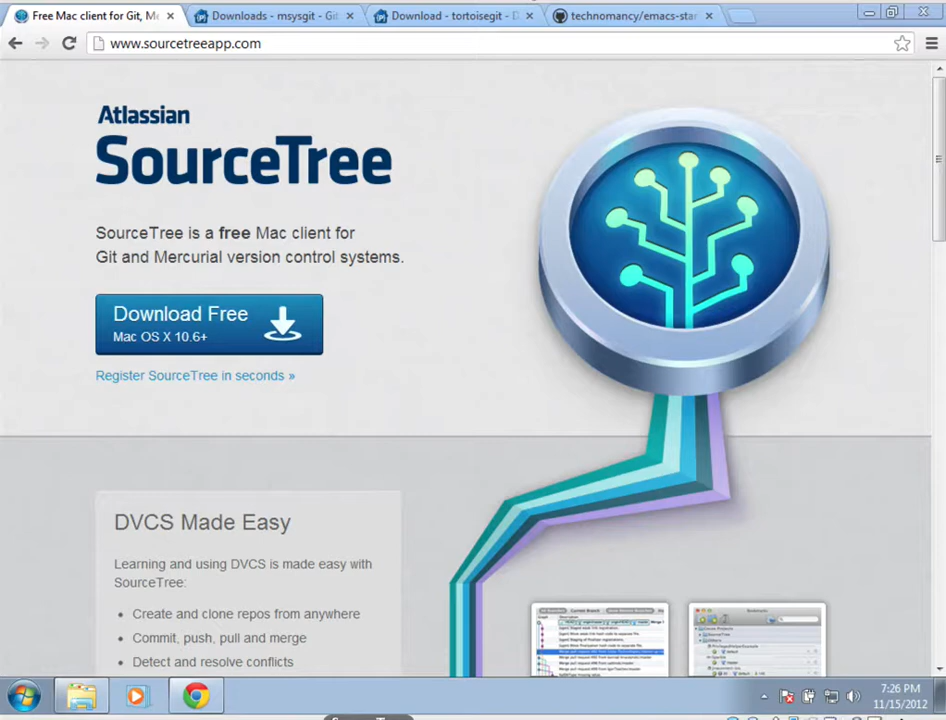 Free Mac client for Git, Me
Downloads - msysgit - Git
Download - tortoisegit - D
technomancy/emacs-star
www.sourcetreeapp.com
Atlassian
SourceTree
SourceTree is a free Mac client for
Git and Mercurial version control systems.
Download Free
Mac OS X 10.6+
Register SourceTree in seconds »
DVCS Made Easy
Learning and using DVCS is made easy with
SourceTree:
• Create and clone repos from anywhere
• Commit, push, pull and merge
• Detect and resolve conflicts
7:26 PM
11/15/2012